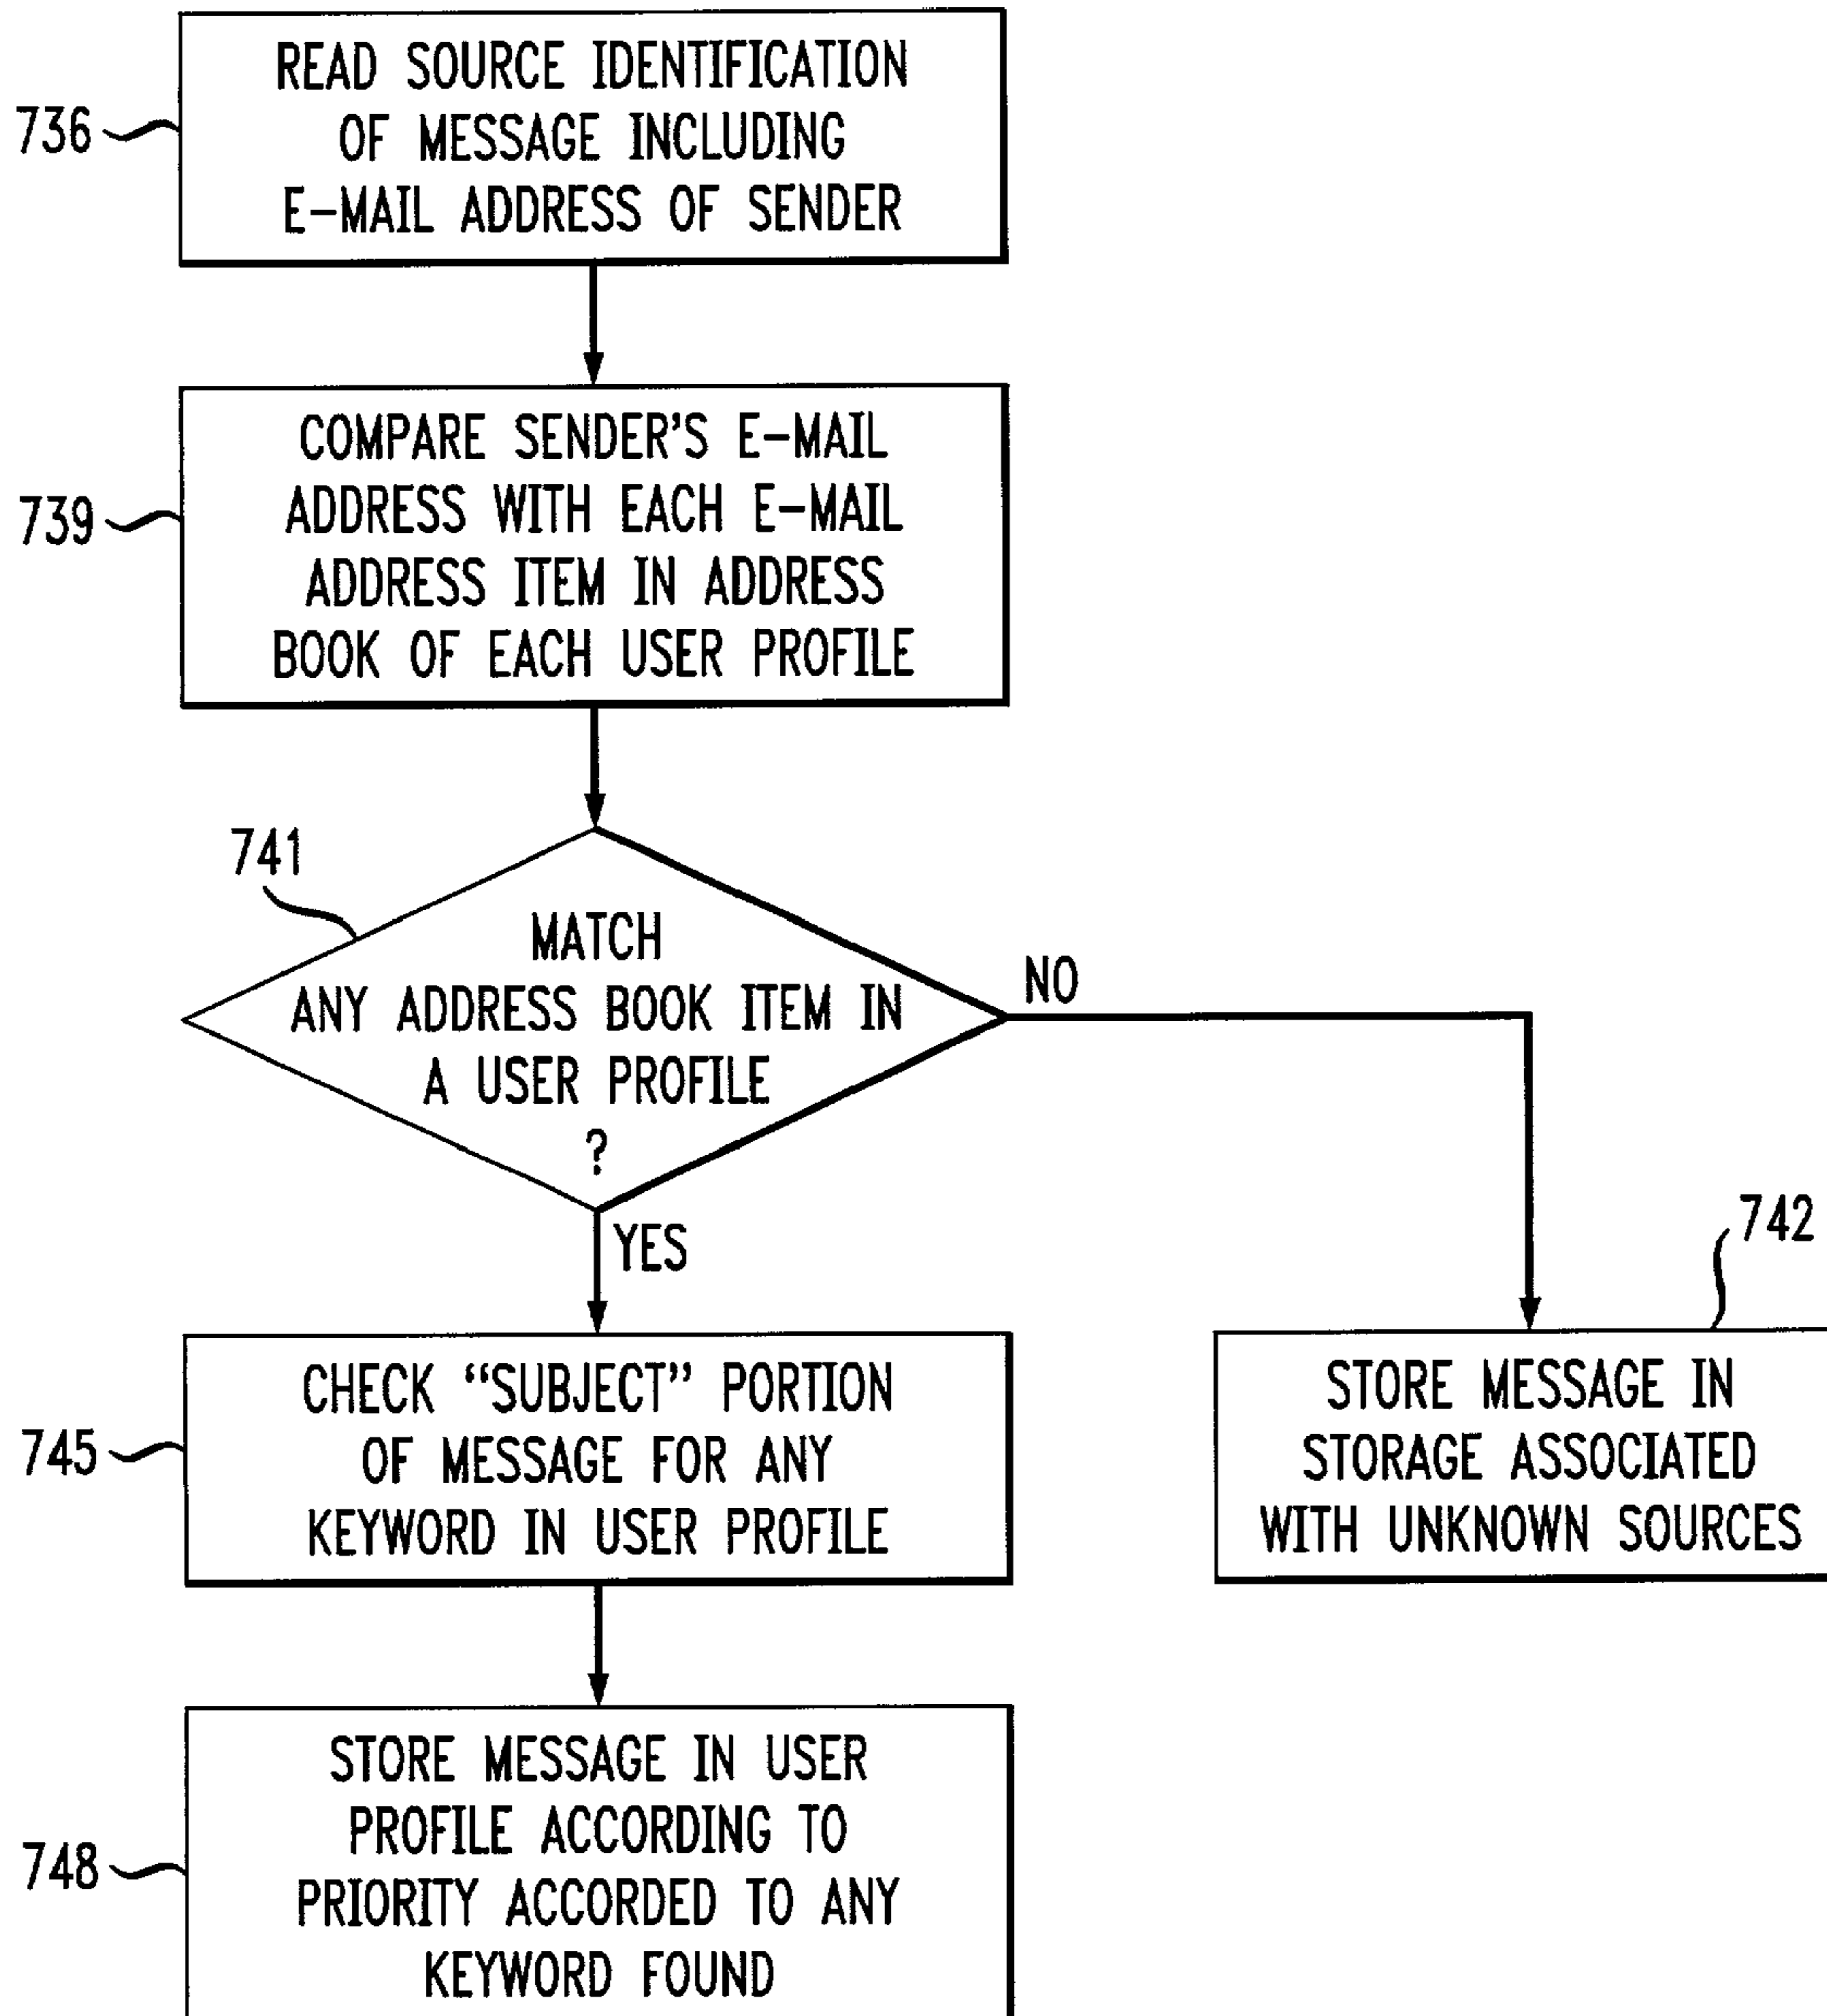 READ SOURCE IDENTIFICATION
OF MESSAGE INCLUDING
E-MAIL ADDRESS OF SENDER
736
COMPARE SENDER'S E-MAIL
ADDRESS WITH EACH E-MAIL
ADDRESS ITEM IN ADDRESS
BOOK OF EACH USER PROFILE
739
741
MATCH
ANY ADDRESS BOOK ITEM IN
A USER PROFILE
?
NO
YES
742
CHECK “SUBJECT” PORTION
OF MESSAGE FOR ANY
KEYWORD IN USER PROFILE
745
STORE MESSAGE IN
STORAGE ASSOCIATED
WITH UNKNOWN SOURCES
STORE MESSAGE IN USER
PROFILE ACCORDING TO
PRIORITY ACCORDED TO ANY
KEYWORD FOUND
748